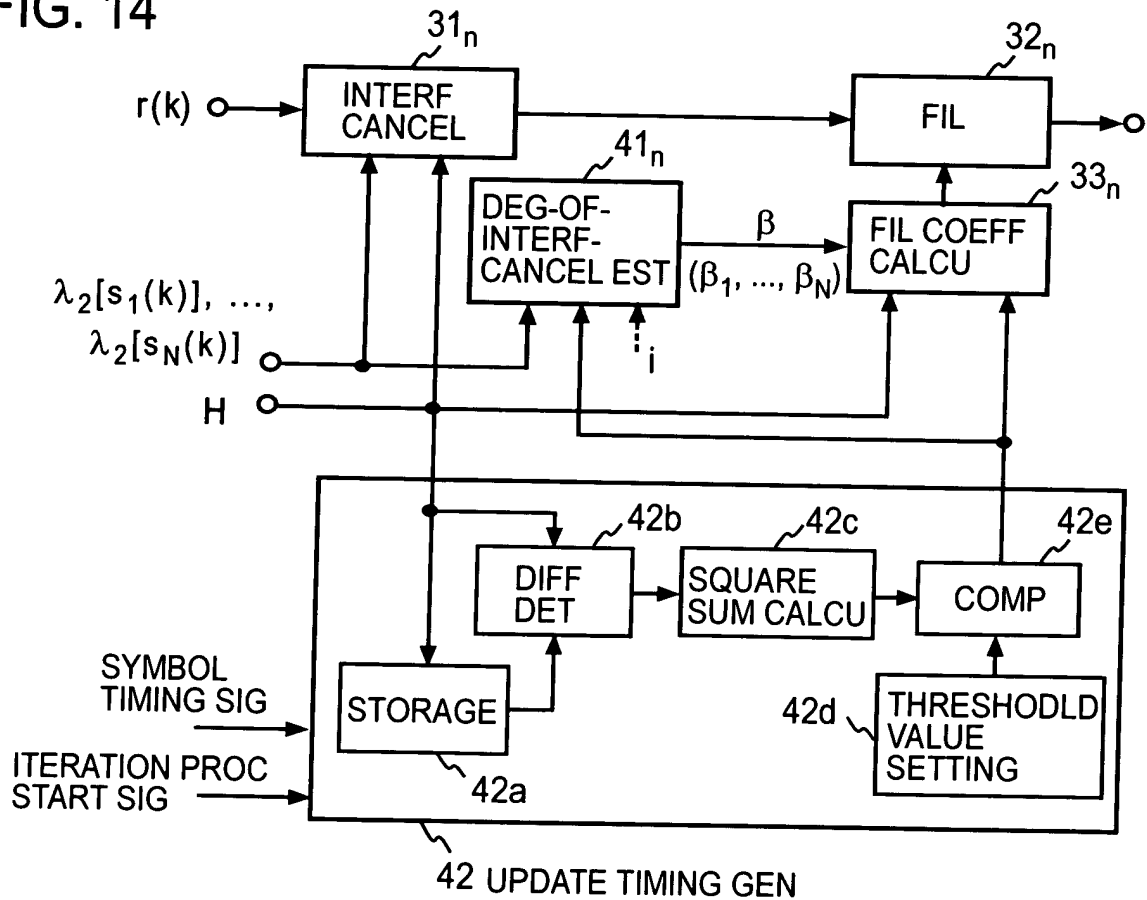 FIG. 14
31n
32n
r(k)
INTERF
CANCEL
FIL
41n
33n
DEG-OF-
INTERF-
CANCEL EST
β
(β1, ..., βN)
FIL COEFF
CALCU
λ2[s1(k)], ...,
λ2[sN(k)]
i
H
42b
42c
42e
DIFF
DET
SQUARE
SUM CALCU
COMP
SYMBOL
TIMING SIG
STORAGE
42d
THRESHODLD
VALUE
SETTING
ITERATION PROC
START SIG
42a
42 UPDATE TIMING GEN